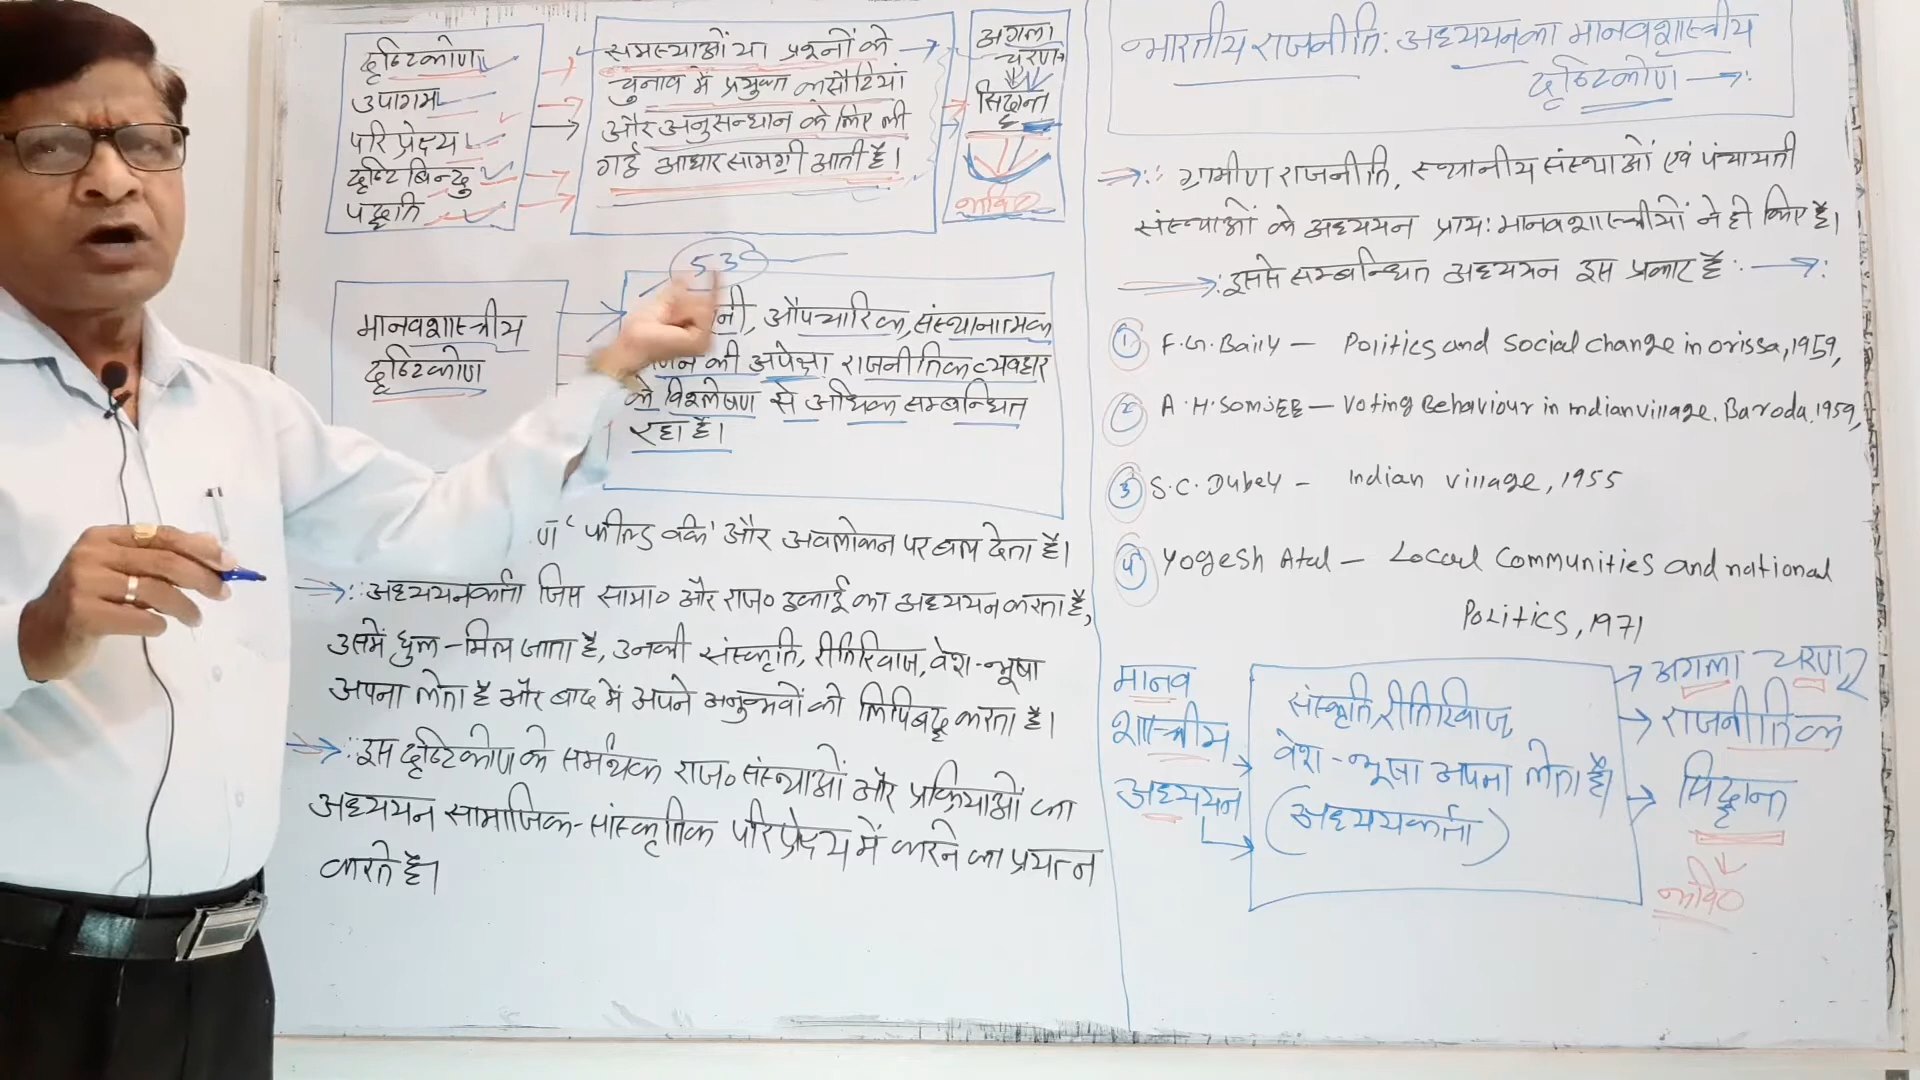 दृष्टिकोण
उपागम
परिप्रेक्ष्य
दृष्टि बिन्दु
पद्धति
समस्याओं या प्रश्नों के
चुनाव में प्रयुक्त कसौटियां
और अनुसन्धान के लिए ली
गई आधार सामग्री आती है।
अगला
चरण
सिद्धान्त
मानवशास्त्रीय
दृष्टिकोण
53
नी, औपचारिक, संस्थानात्मक
की अपेक्षा राजनीतिक व्यवहार
के विश्लेषण से अधिक सम्बन्धित
रहा है।
ण 'फील्ड वर्क' और अवलोकन पर बल देता है।
अध्ययनकर्ता जिस सामा० और राज० इकाई का अध्ययन करता है,
उसमें घुल-मिल जाता है, उनकी संस्कृति, रीतिरिवाज, वेश-भूषा
अपना लेता है और बाद में अपने अनुभवों को लिपिबद्ध करता है।
इस दृष्टिकोण के समर्थक राज० संस्थाओं और प्रक्रियाओं का
अध्ययन सामाजिक-सांस्कृतिक परिप्रेक्ष्य में करने का प्रयत्न
करते है।
भारतीय राजनीति: अध्ययन का मानवशास्त्रीय
दृष्टिकोण →:
ग्रामीण राजनीति, स्थानीय संस्थाओं एवं पंचायती
संस्थाओं के अध्ययन प्राय: मानवशास्त्रीयों ने ही किए है।
इससे सम्बन्धित अध्ययन इस प्रकार है :→:
① F.G. Baily — Politics and Social change in orissa, 1959,
② A.H. SOMJEE — Voting Behaviour in indian village. Baroda. 1959,
③ S.C. Dubey - indian village, 1955
④ Yogesh Atal — Local Communities and national
Politics, 1971
मानव
शास्त्रीय
अध्ययन
संस्कृति, रीतिरिवाज,
वेश-भूषा अपना लेता है।
(अध्ययकर्ता)
अगला चरण
राजनीतिक
सिद्धान्त